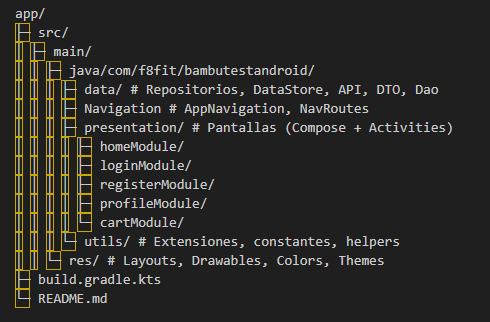 app/
├─ src/
│ ├─ main/
│ │ ├─ java/com/f8fit/bambutestandroid/
│ │ │ ├─ data/ # Repositorios, DataStore, API, DTO, Dao
│ │ │ ├─ Navigation # AppNavigation, NavRoutes
│ │ │ ├─ presentation/ # Pantallas (Compose + Activities)
│ │ │ │ ├─ homeModule/
│ │ │ │ ├─ loginModule/
│ │ │ │ ├─ registerModule/
│ │ │ │ ├─ profileModule/
│ │ │ │ └─ cartModule/
│ │ │ └─ utils/ # Extensiones, constantes, helpers
│ │ └─ res/ # Layouts, Drawables, Colors, Themes
├─ build.gradle.kts
└─ README.md